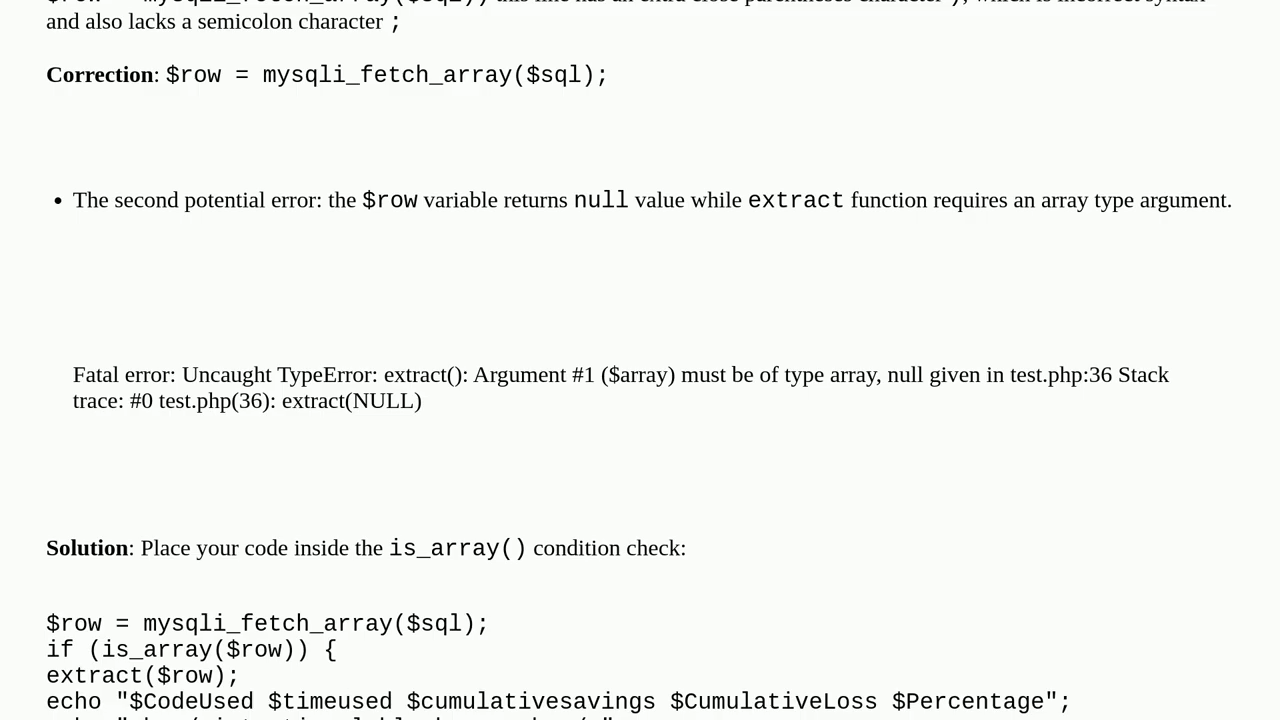 and also lacks a semicolon character ;
Correction: $row = mysqli_fetch_array($sql);
• The second potential error: the $row variable returns null value while extract function requires an array type argument.
Fatal error: Uncaught TypeError: extract(): Argument #1 ($array) must be of type array, null given in test.php:36 Stack
trace: #0 test.php(36): extract(NULL)
Solution: Place your code inside the is_array() condition check:
$row = mysqli_fetch_array($sql);
if (is_array($row)) {
extract($row);
echo "$CodeUsed $timeused $cumulativesavings $CumulativeLoss $Percentage";